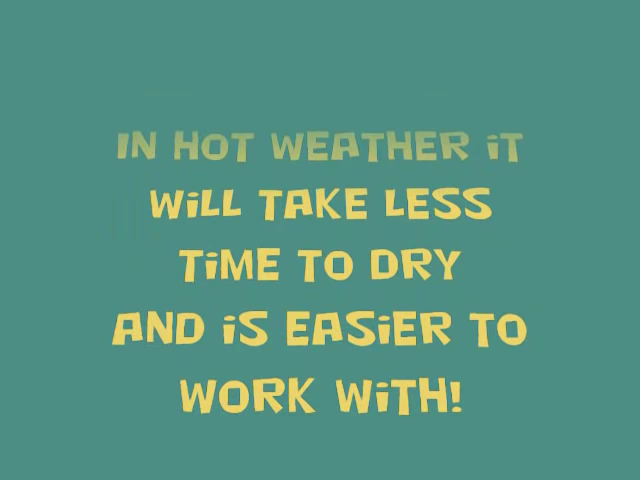 IN HOT WEATHER iT
WiLL TAKE LESS
TiME TO DRY
AND iS EASiER TO
WORK WiTH!